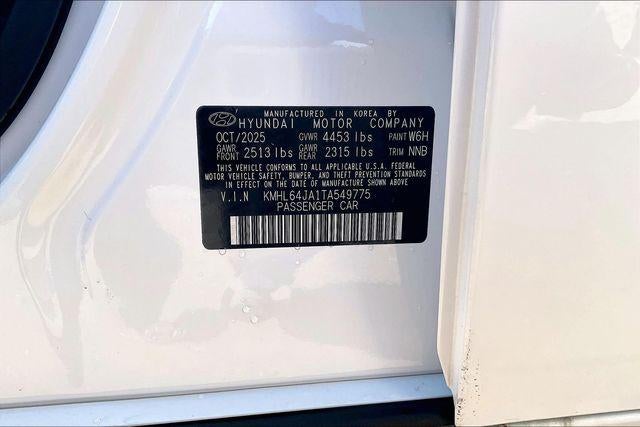 MANUFACTURED IN KOREA BY
HYUNDAI MOTOR COMPANY
OCT/2025 GVWR 4453 lbs PAINT W6H
GAWR FRONT 2513 lbs GAWR REAR 2315 lbs TRIM NNB
THIS VEHICLE CONFORMS TO ALL APPLICABLE U.S.A. FEDERAL
MOTOR VEHICLE SAFETY, BUMPER, AND THEFT PREVENTION STANDARDS
IN EFFECT ON THE DATE OF MANUFACTURE SHOWN ABOVE.
V.I.N KMHL64JA1TA549775
PASSENGER CAR